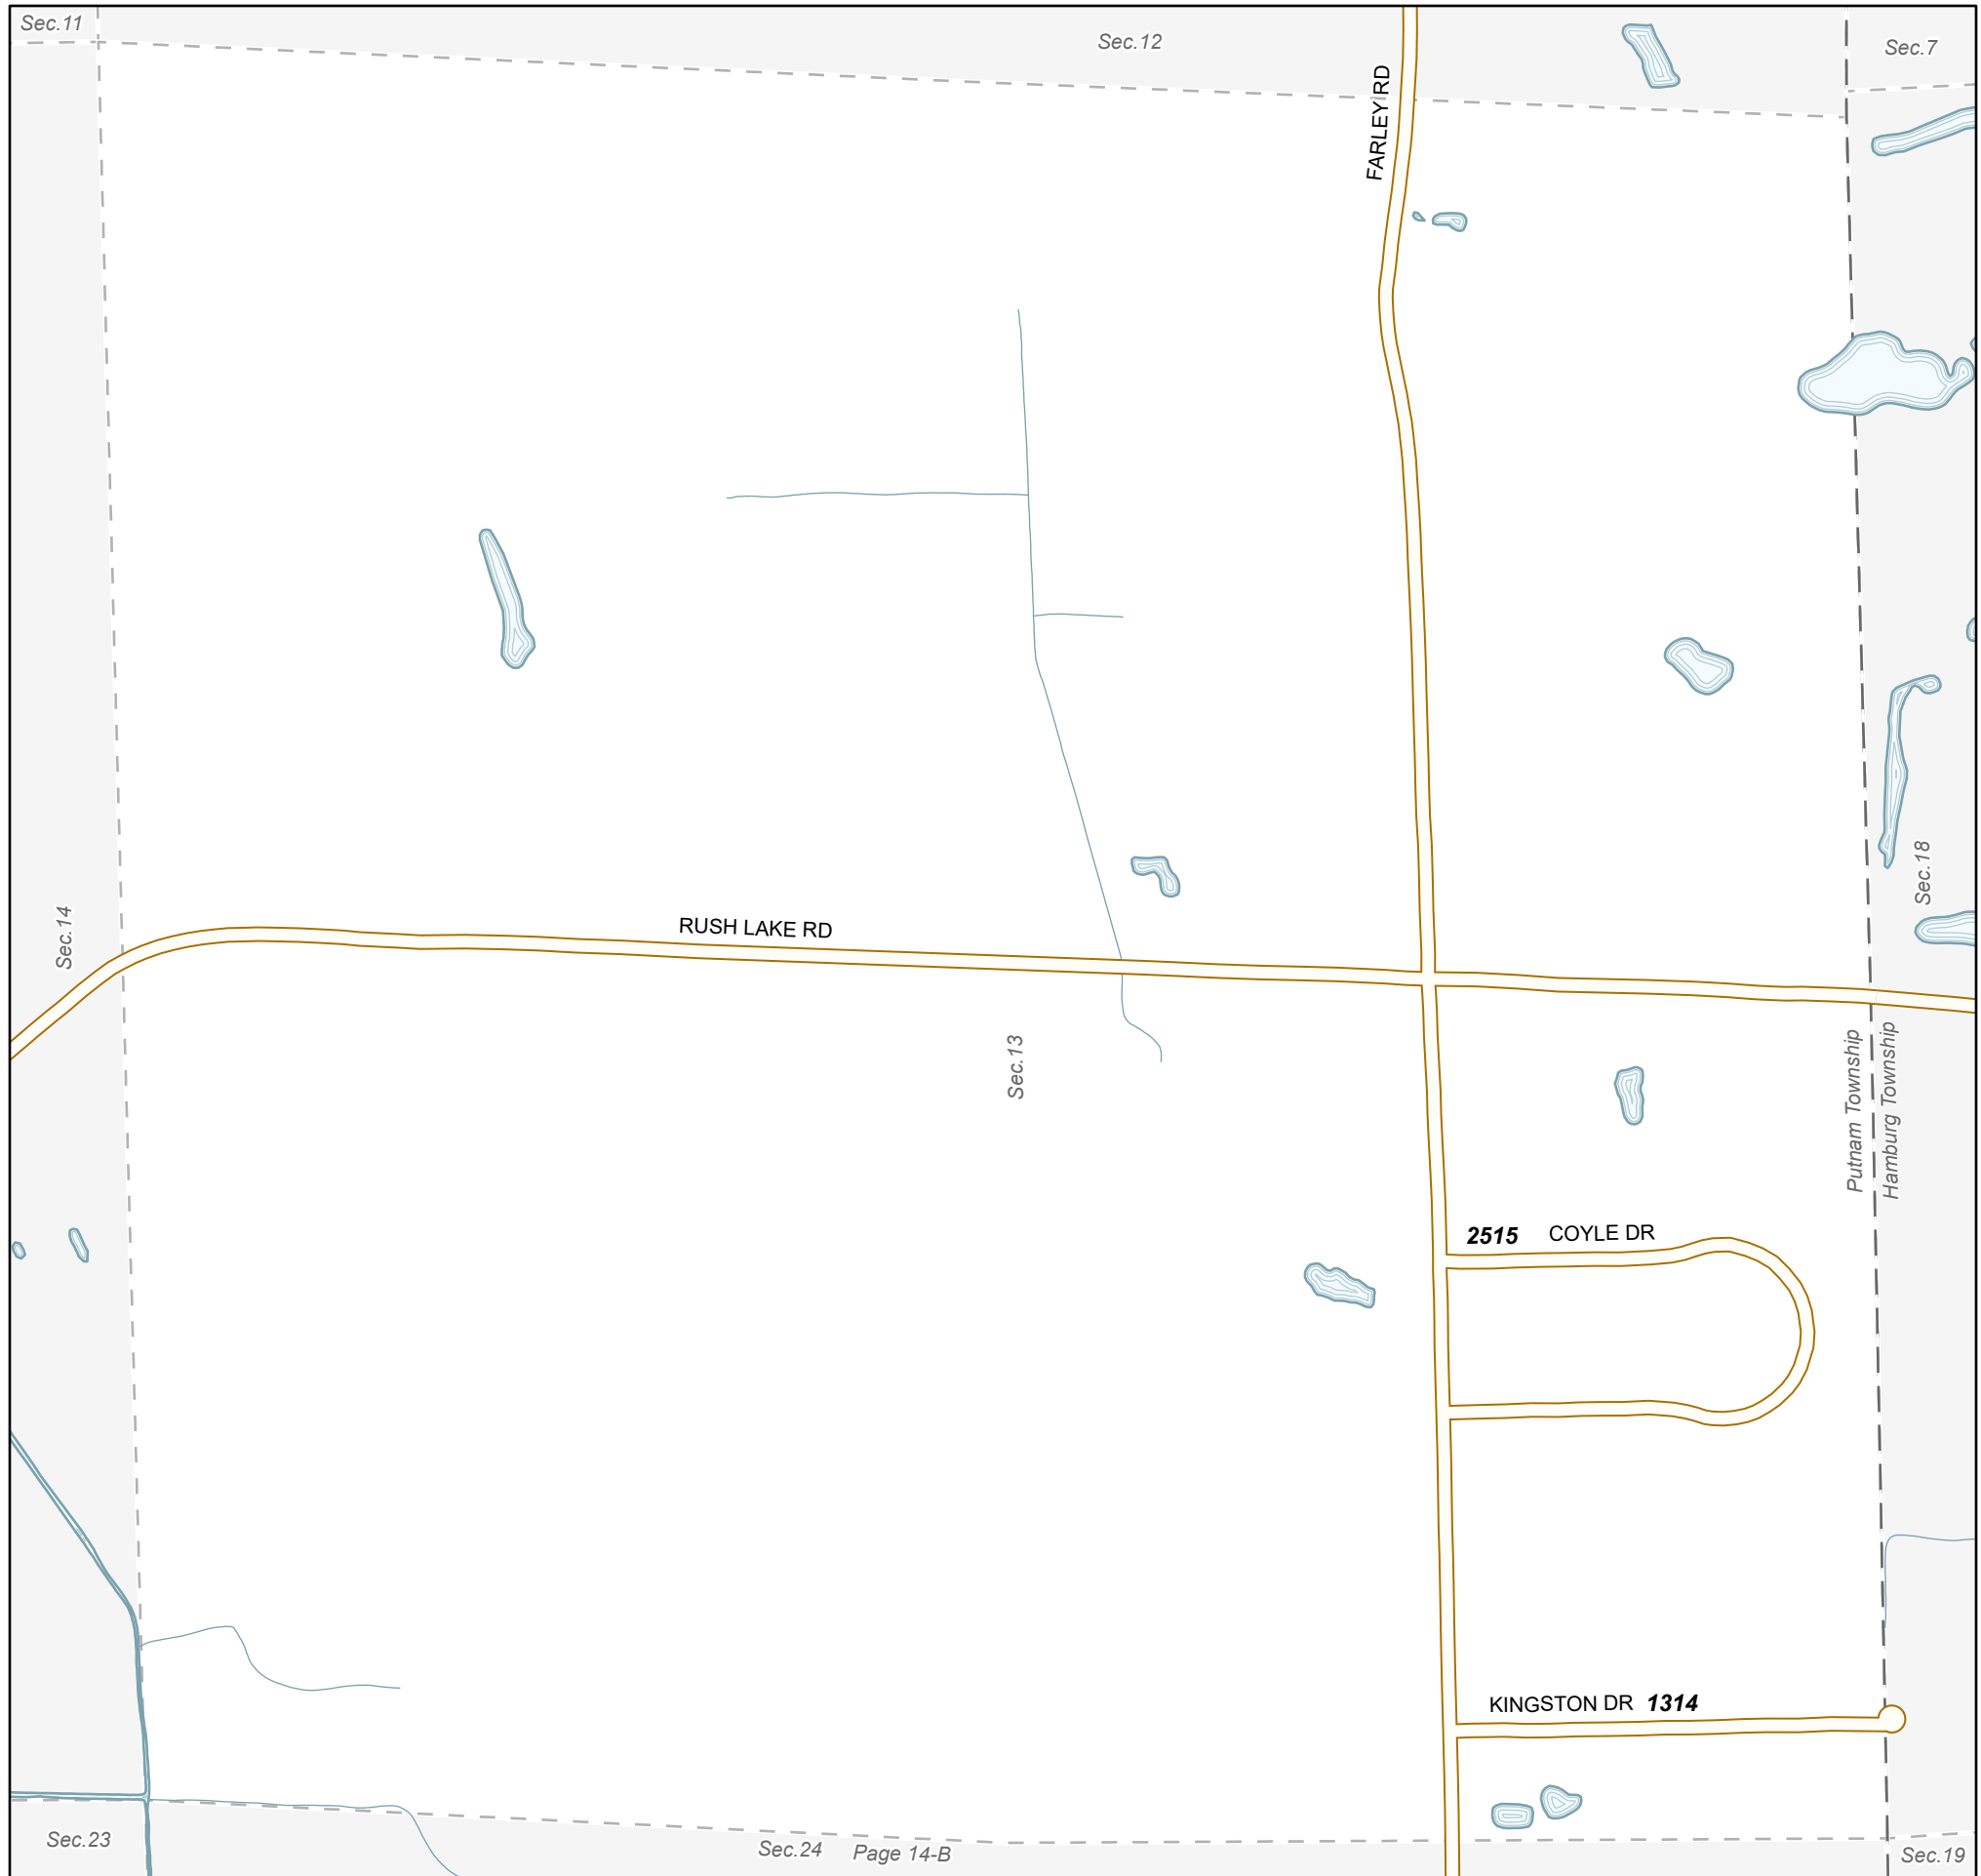 Sec.11
Sec.12
Sec.7
FARLEY RD
Sec.18
Sec.14
RUSH LAKE RD
Sec.13
Putnam Township
Hamburg Township
2515 COYLE DR
KINGSTON DR 1314
Sec.23
Sec.24 Page 14-B
Sec.19